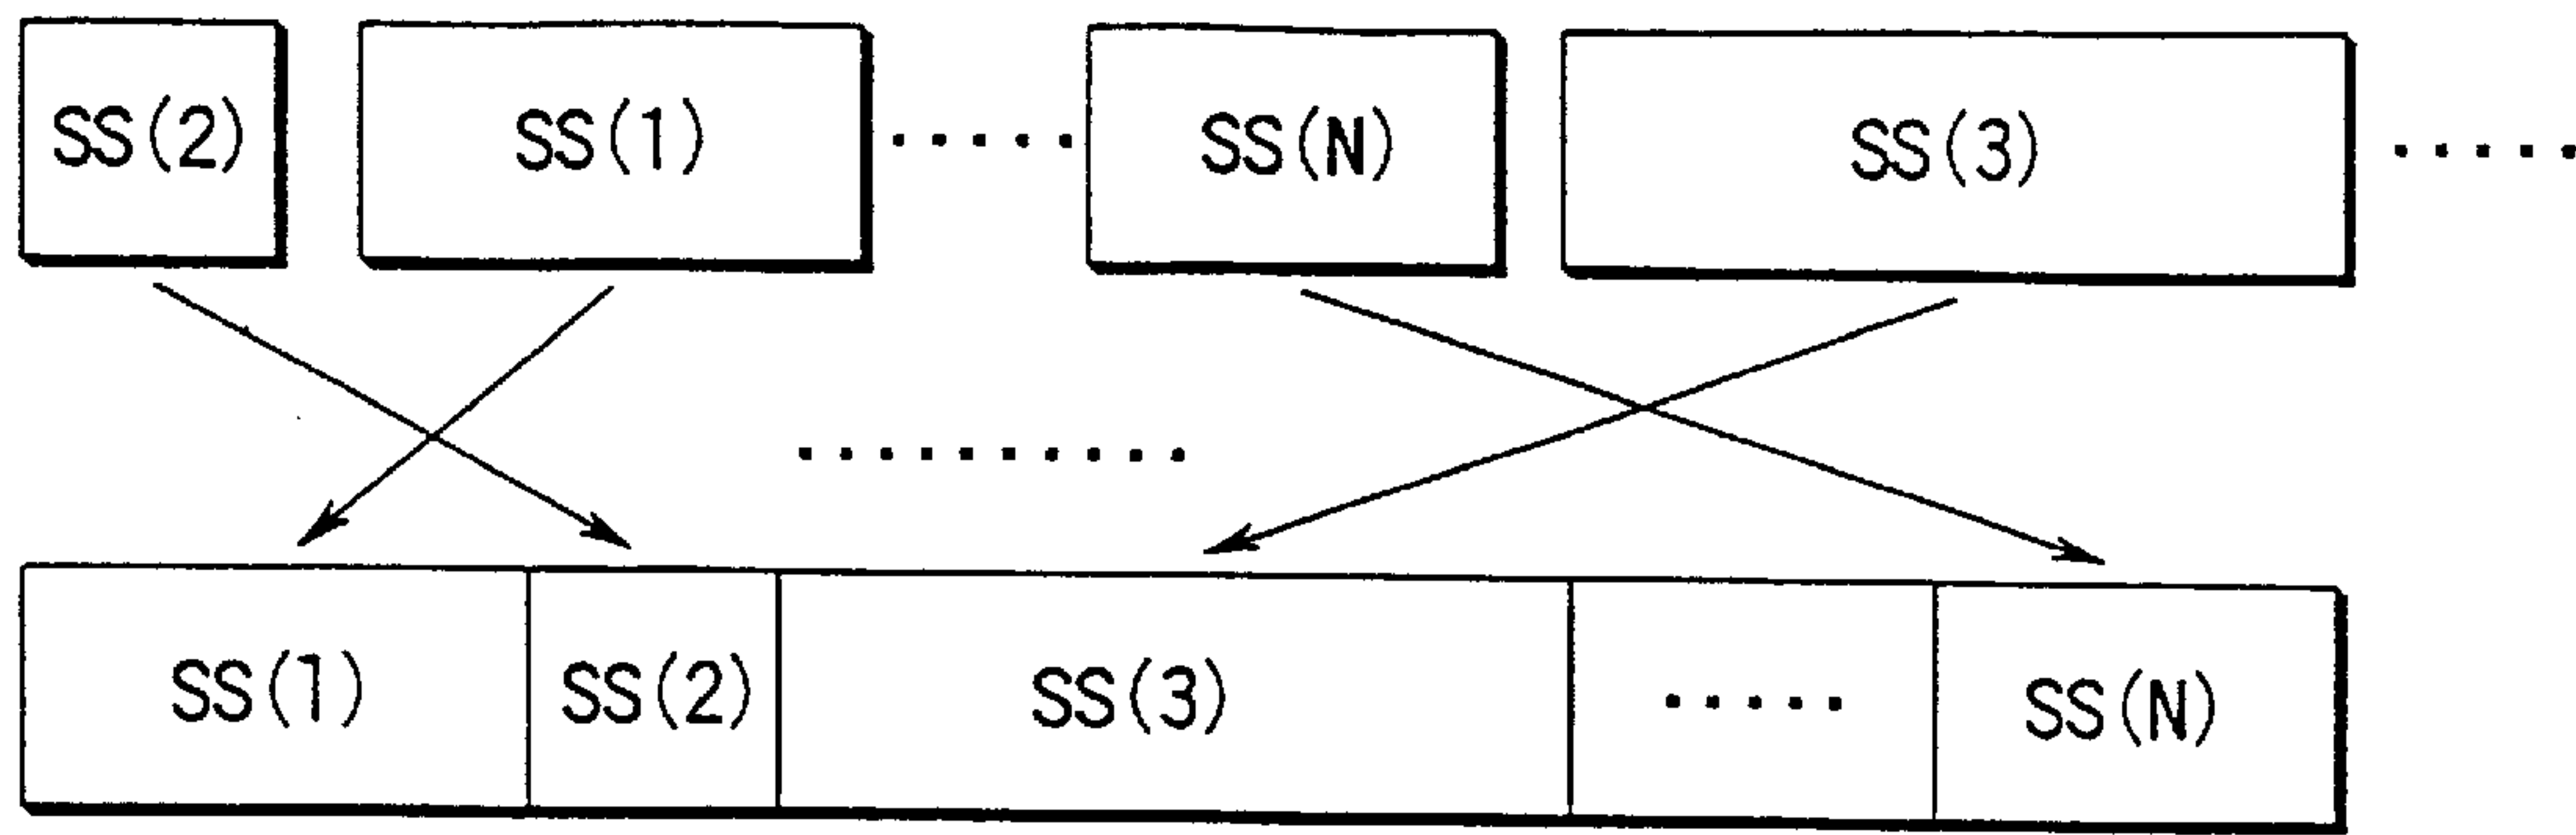 SS(2) SS(1) ..... SS(N) SS(3) .....
..........
SS(1) SS(2) SS(3) ..... SS(N)